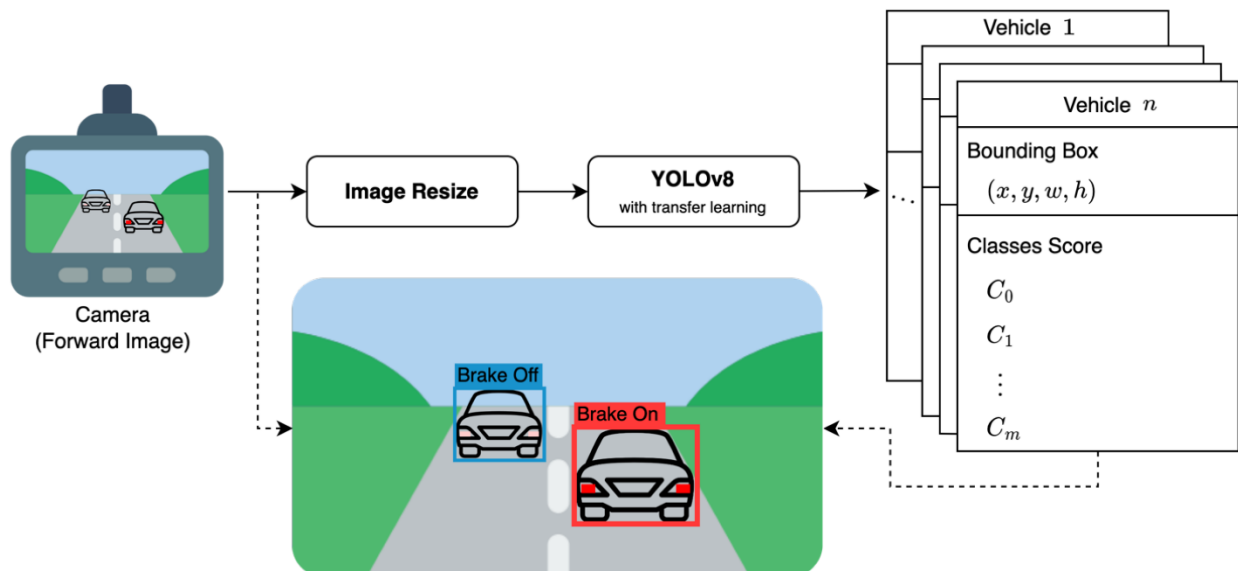 Vehicle 1
Vehicle n
Bounding Box
(x, y, w, h)
Classes Score
C₀
C₁
⋮
Cₘ
...
Image Resize
YOLOv8
with transfer learning
Camera
(Forward Image)
Brake Off
Brake On